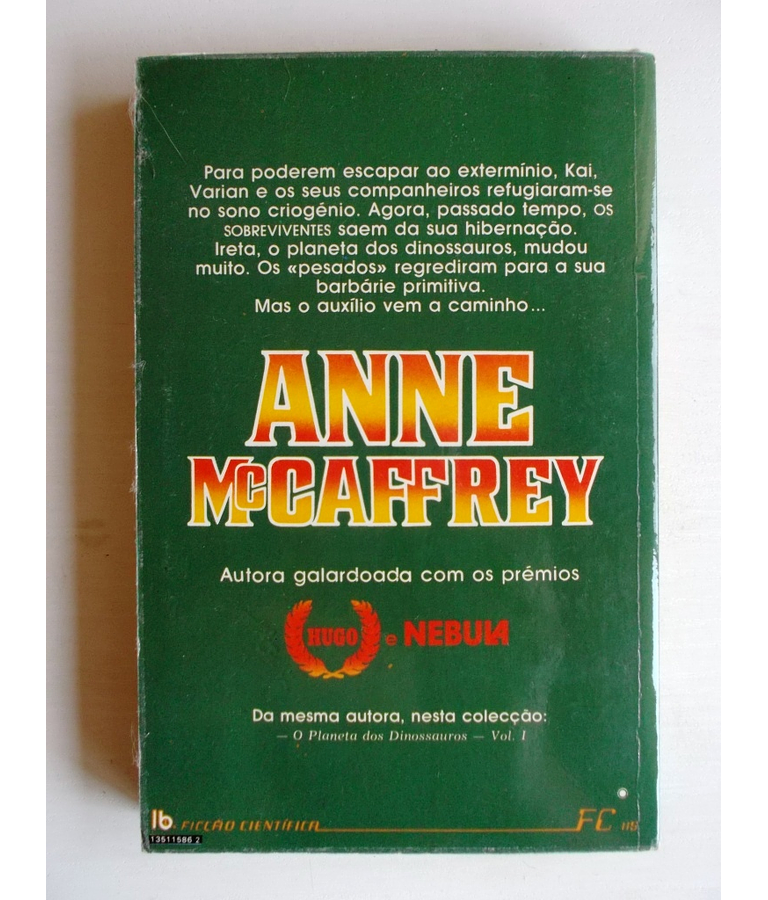 Para poderem escapar ao extermínio, Kai,
Varian e os seus companheiros refugiaram-se
no sono criogénio. Agora, passado tempo, OS
SOBREVIVENTES saem da sua hibernação.
Ireta, o planeta dos dinossauros, mudou
muito. Os «pesados» regrediram para a sua
barbárie primitiva.
Mas o auxílio vem a caminho...
ANNE
McCAFFREY
Autora galardoada com os prémios
HUGO e NEBULA
Da mesma autora, nesta colecção:
— O Planeta dos Dinossauros — Vol. I
lb FICCÃO CIENTÍFICA FC 115
13511586 2